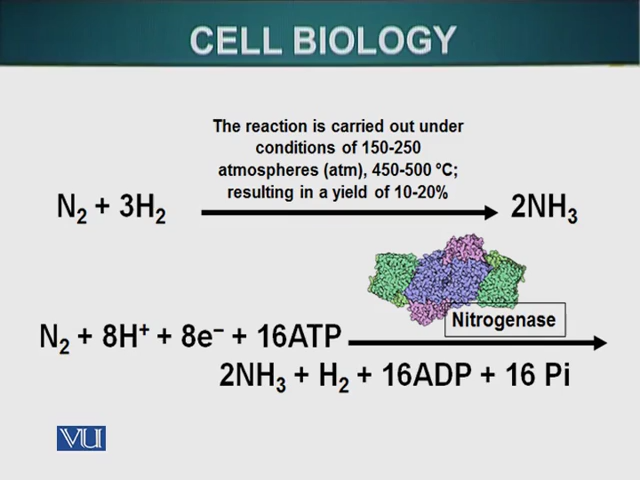 CELL BIOLOGY
The reaction is carried out under
conditions of 150-250
atmospheres (atm), 450-500 °C;
resulting in a yield of 10-20%
N₂ + 3H₂ 2NH₃
Nitrogenase
N₂ + 8H⁺ + 8e⁻ + 16ATP
2NH₃ + H₂ + 16ADP + 16 Pi
VU